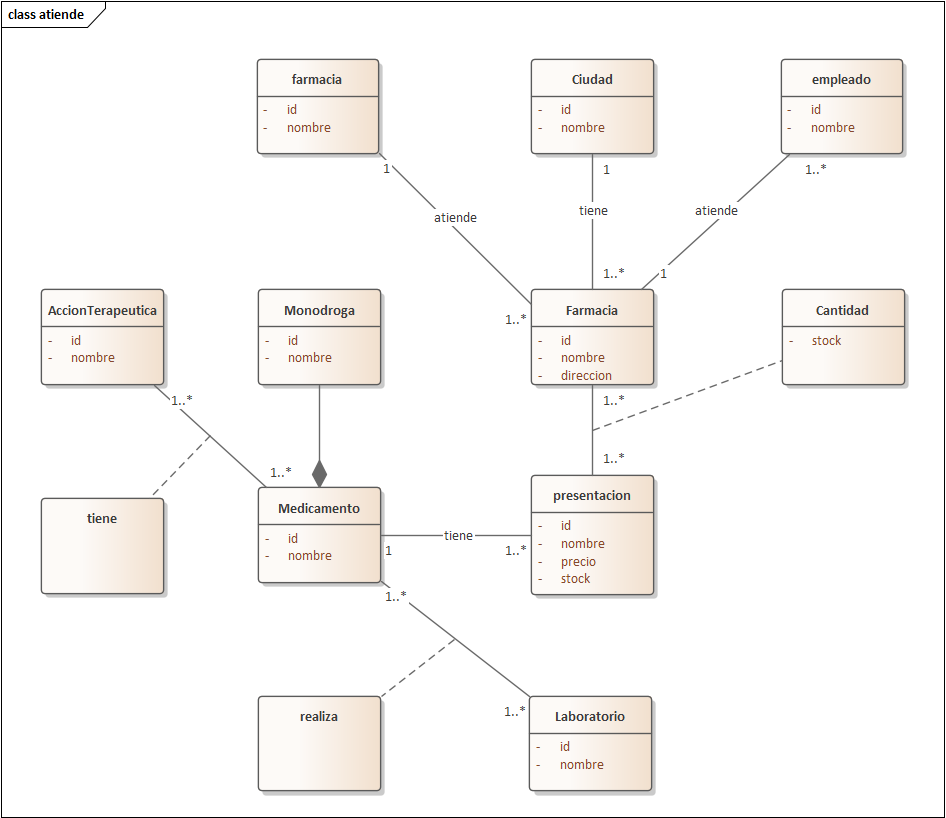 class atiende
farmacia
- id
- nombre
Ciudad
- id
- nombre
empleado
- id
- nombre
1
1
1..*
atiende
tiene
atiende
1..*
1..*
1
AccionTerapeutica
- id
- nombre
Monodroga
- id
- nombre
Farmacia
- id
- nombre
- direccion
Cantidad
- stock
1..*
1..*
1..*
1..*
tiene
Medicamento
- id
- nombre
1
tiene
1..*
presentacion
- id
- nombre
- precio
- stock
1..*
1..*
realiza
Laboratorio
- id
- nombre